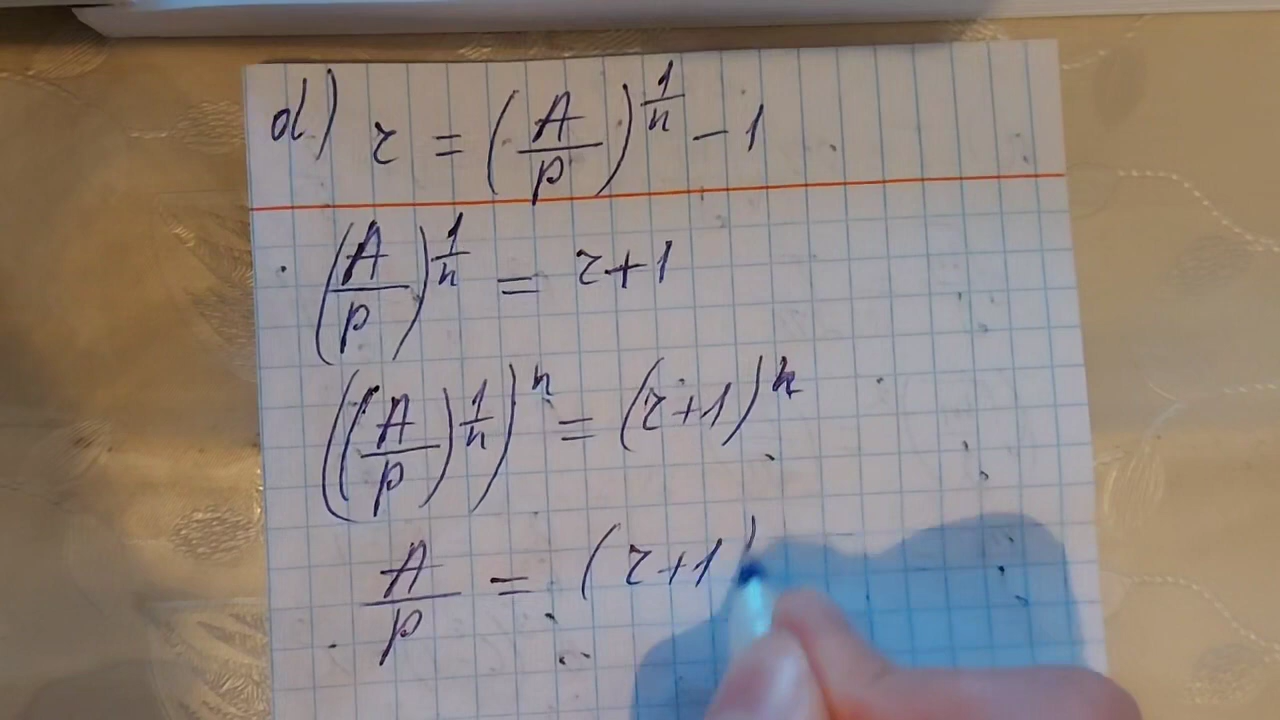 d) r = (A/P)^(1/n) - 1
(A/P)^(1/n) = r+1
((A/P)^(1/n))^n = (r+1)^n
A/P = (r+1)